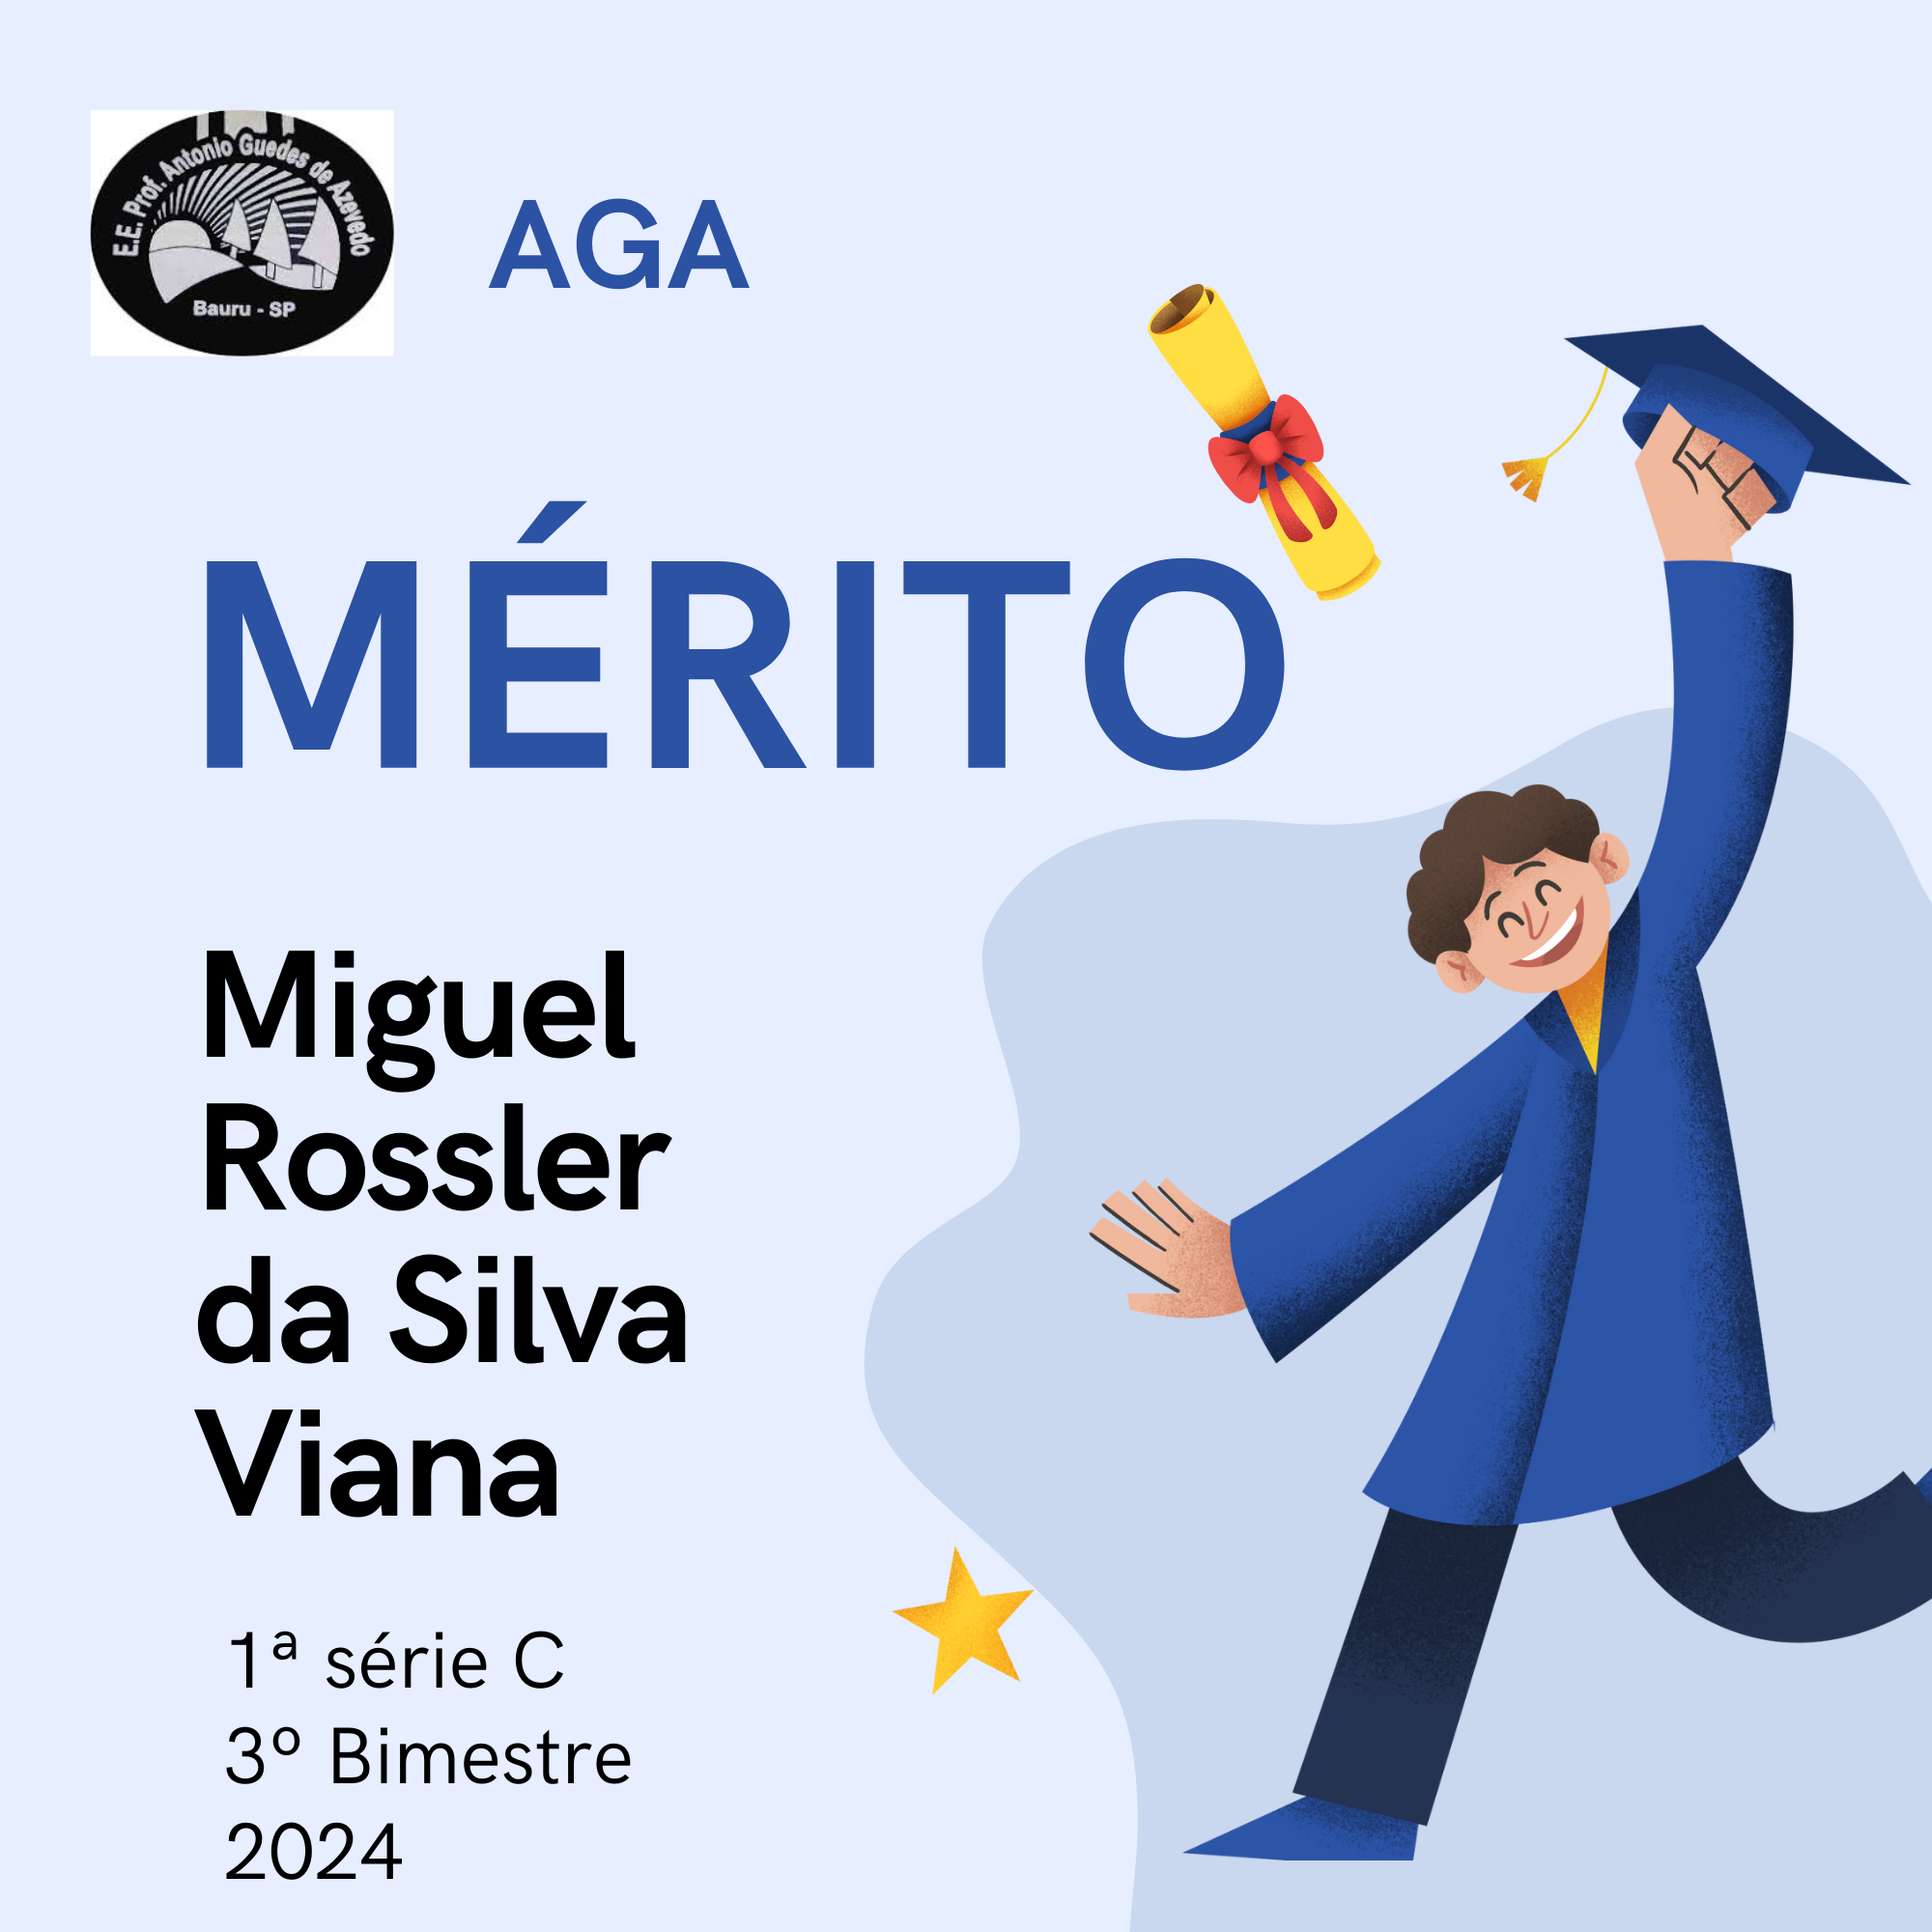 E.E. Prof. Antonio Guedes de Azevedo
Bauru - SP
AGA
MÉRITO
Miguel
Rossler
da Silva
Viana
1ª série C
3º Bimestre
2024